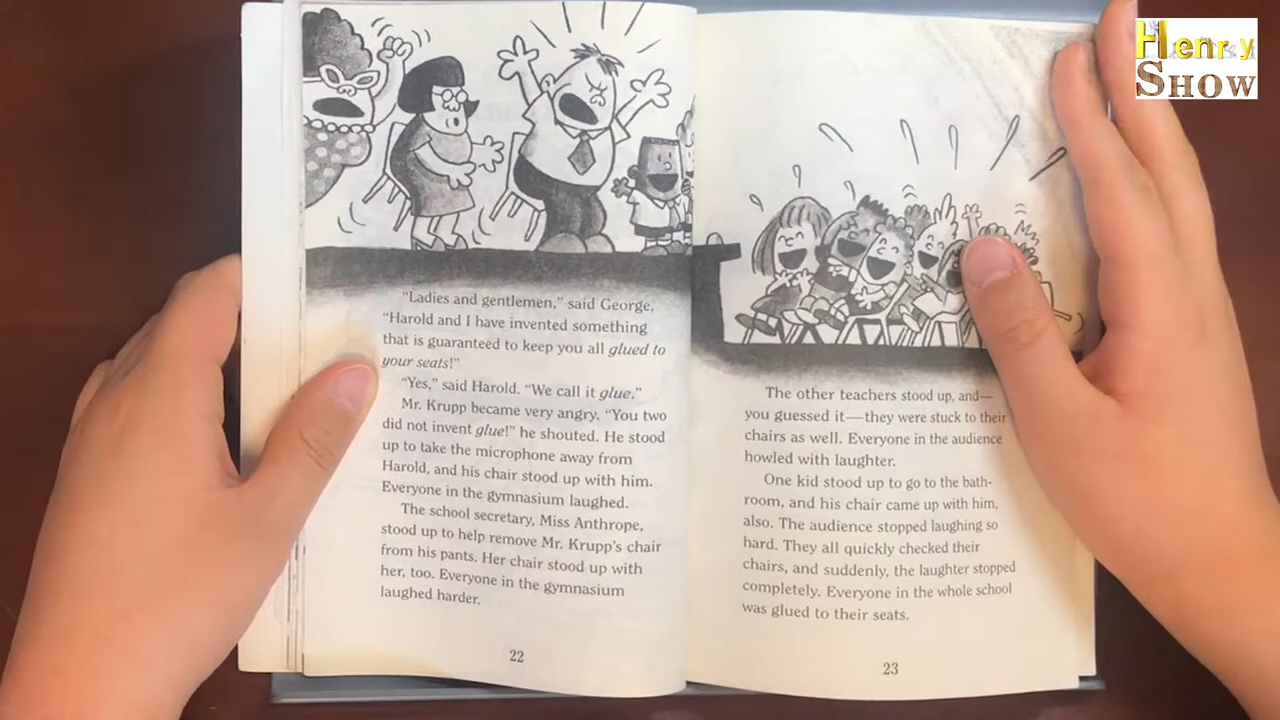 Henry
SHOW
"Ladies and gentlemen," said George,
"Harold and I have invented something
that is guaranteed to keep you all glued to
your seats!"
"Yes," said Harold. "We call it glue."
Mr. Krupp became very angry. "You two
did not invent glue!" he shouted. He stood
up to take the microphone away from
Harold, and his chair stood up with him.
Everyone in the gymnasium laughed.
The school secretary, Miss Anthrope,
stood up to help remove Mr. Krupp's chair
from his pants. Her chair stood up with
her, too. Everyone in the gymnasium
laughed harder.
22
The other teachers stood up, and—
you guessed it—they were stuck to their
chairs as well. Everyone in the audience
howled with laughter.
One kid stood up to go to the bath-
room, and his chair came up with him,
also. The audience stopped laughing so
hard. They all quickly checked their
chairs, and suddenly, the laughter stopped
completely. Everyone in the whole school
was glued to their seats.
23